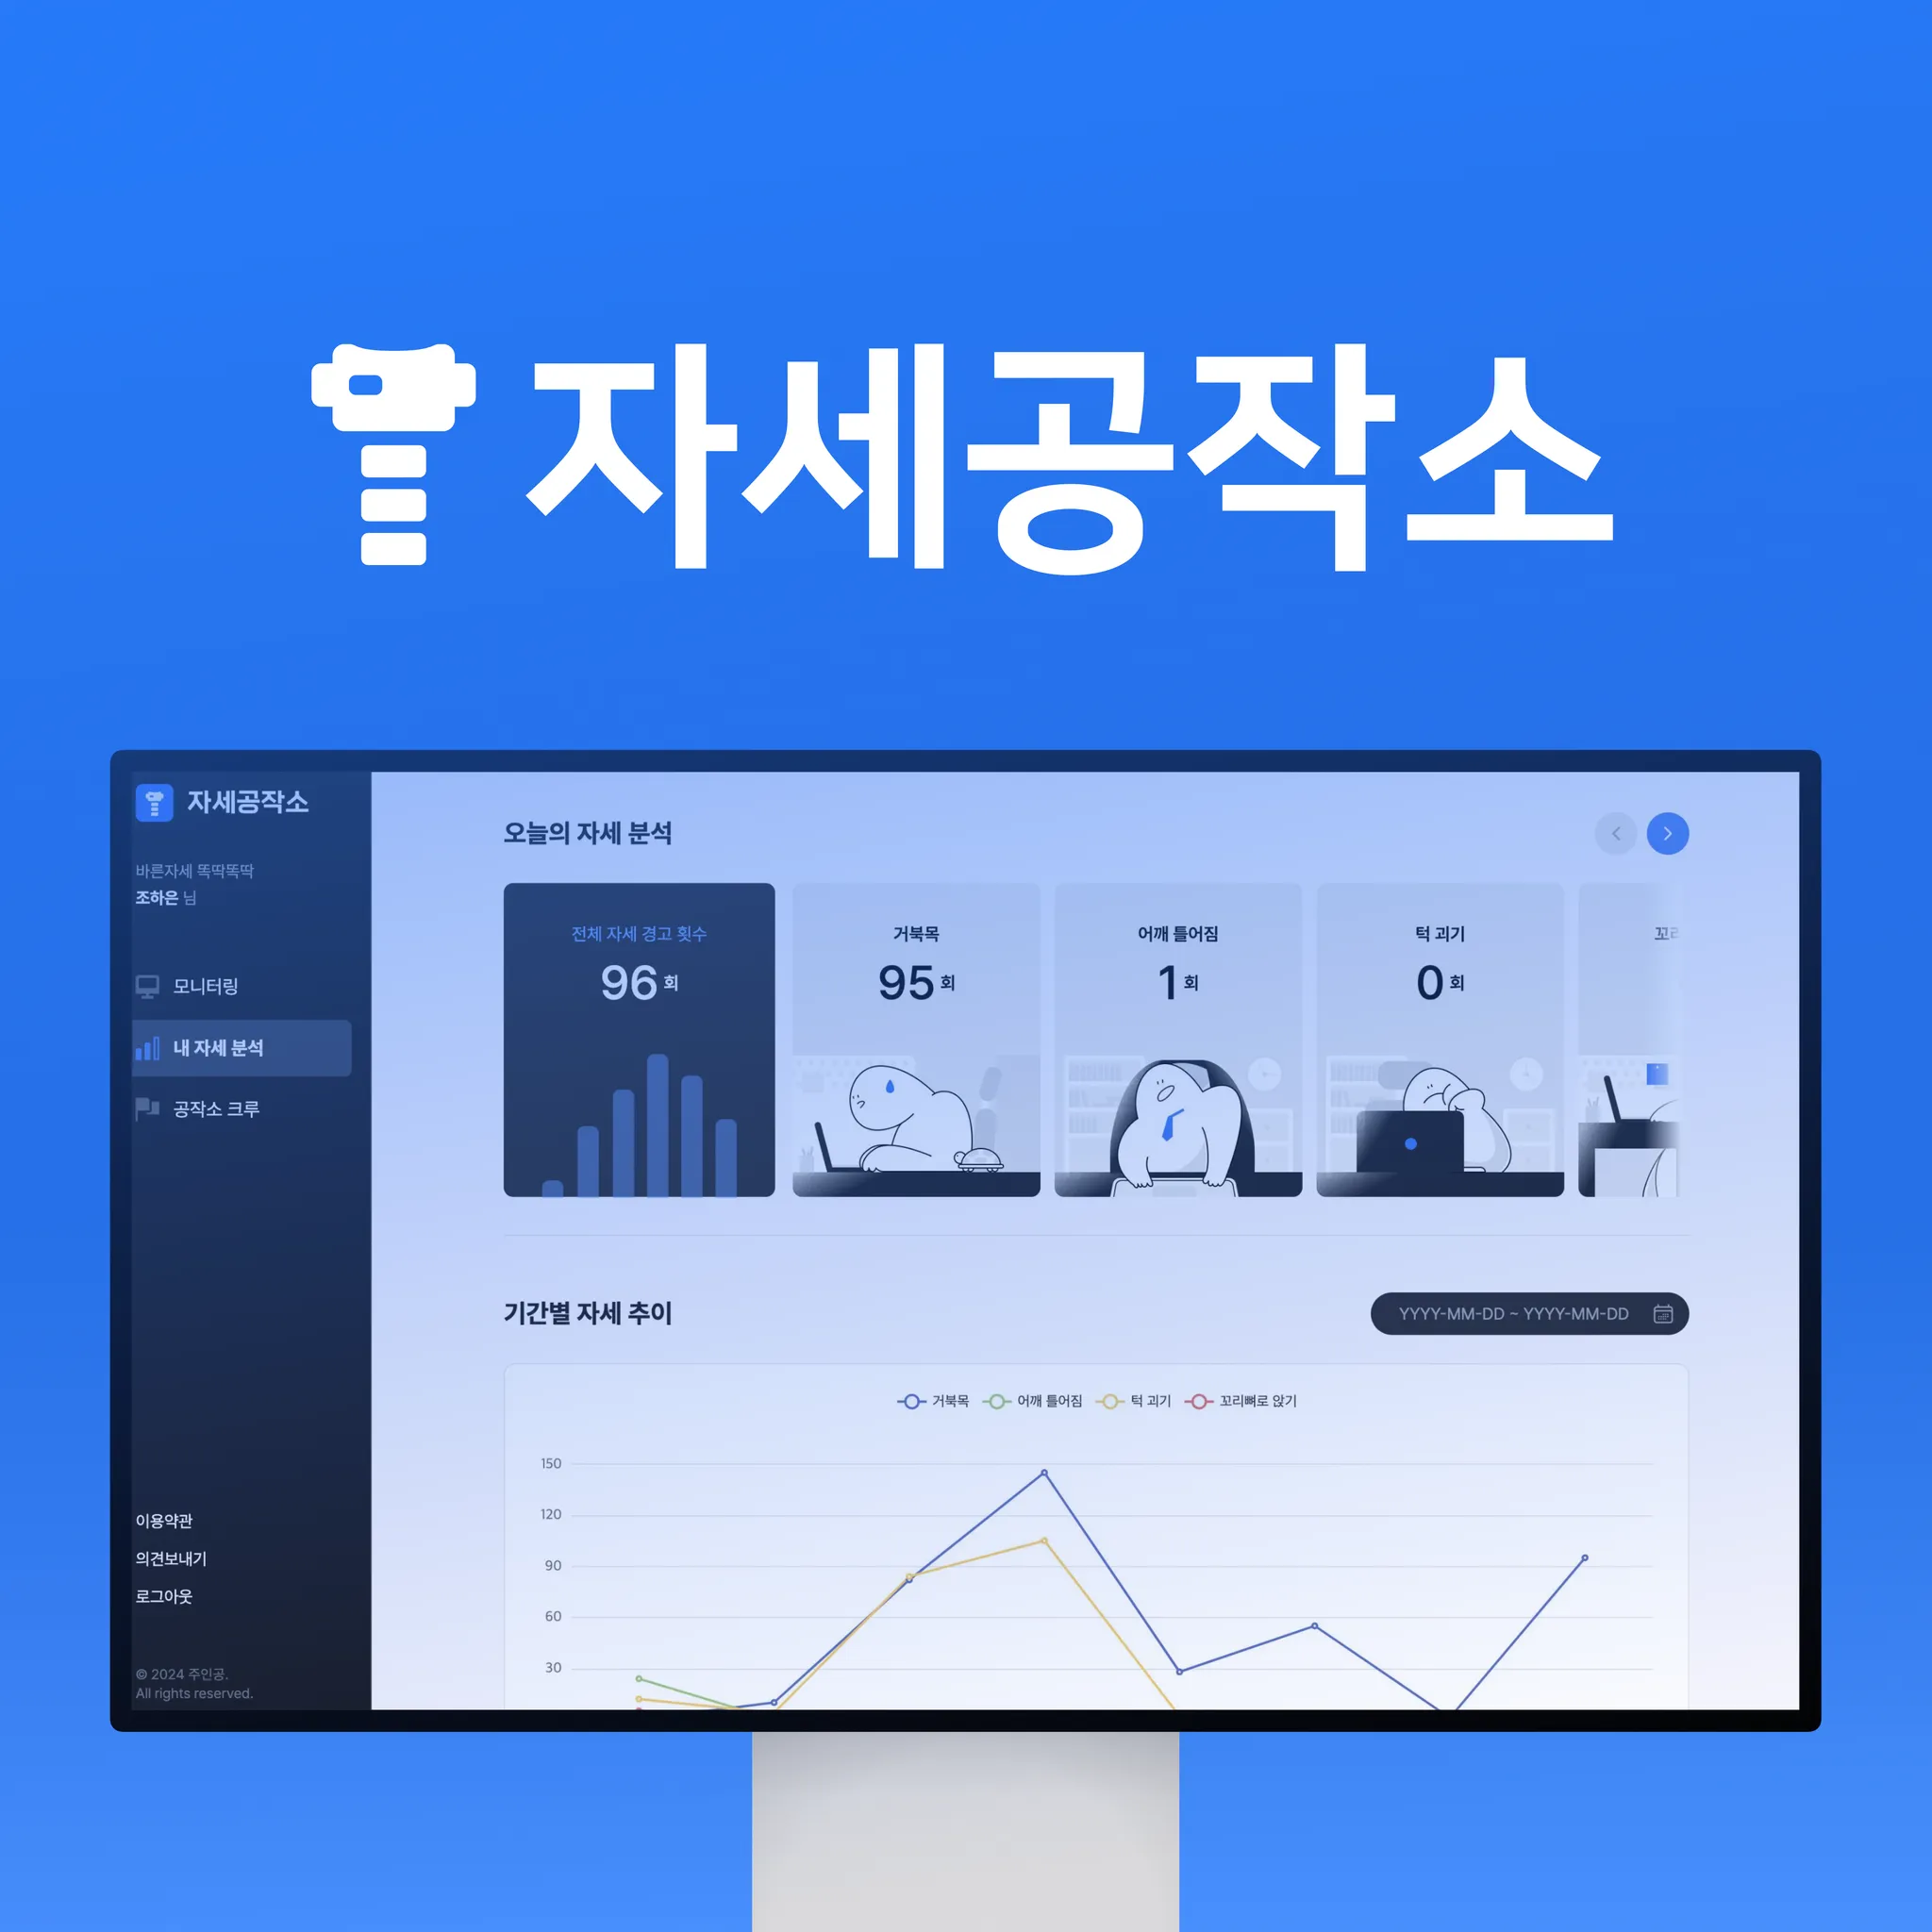 자세공작소
자세공작소
바른자세 똑딱똑딱
조하은 님
모니터링
내 자세 분석
공작소 크루
이용약관
의견보내기
로그아웃
© 2024 주인공.
All rights reserved.
오늘의 자세 분석
전체 자세 경고 횟수
96 회
거북목
95 회
어깨 틀어짐
1 회
턱 괴기
0 회
기간별 자세 추이
YYYY-MM-DD ~ YYYY-MM-DD
거북목 어깨 틀어짐 턱 괴기 꼬리뼈로 앉기
150
120
90
60
30